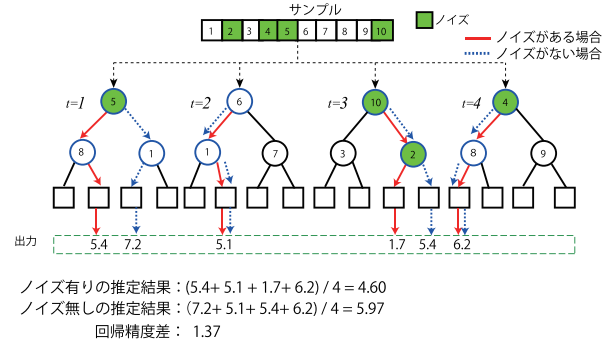 サンプル
1 2 3 4 5 6 7 8 9 10
ノイズ
ノイズがある場合
ノイズがない場合
t=1 5 t=2 6 t=3 10 t=4 4
8 1 1 7 3 2 8 9
出力 5.4 7.2 5.1 1.7 5.4 6.2
ノイズ有りの推定結果：(5.4+ 5.1 + 1.7+ 6.2) / 4 = 4.60
ノイズ無しの推定結果：(7.2+ 5.1+ 5.4+ 6.2) / 4 = 5.97
回帰精度差： 1.37